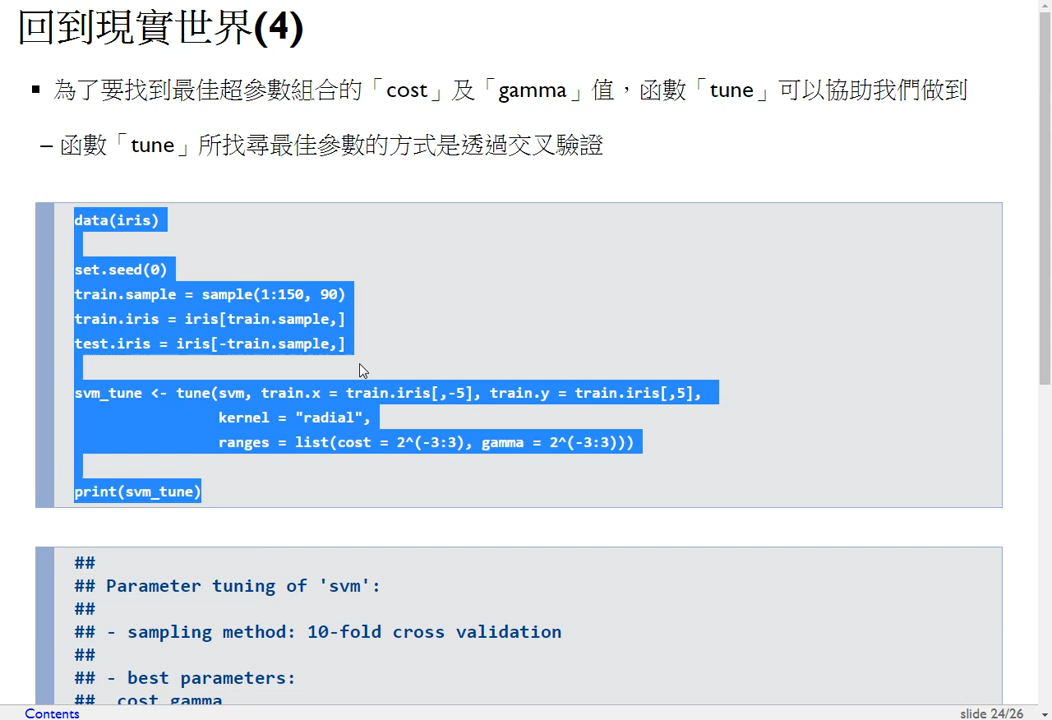 回到現實世界(4)
▪ 為了要找到最佳超參數組合的「cost」及「gamma」值，函數「tune」可以協助我們做到
– 函數「tune」所找尋最佳參數的方式是透過交叉驗證
data(iris)
set.seed(0)
train.sample = sample(1:150, 90)
train.iris = iris[train.sample,]
test.iris = iris[-train.sample,]
svm_tune <- tune(svm, train.x = train.iris[,-5], train.y = train.iris[,5],
kernel = "radial",
ranges = list(cost = 2^(-3:3), gamma = 2^(-3:3)))
print(svm_tune)
##
## Parameter tuning of 'svm':
##
## - sampling method: 10-fold cross validation
##
## - best parameters:
## cost gamma
Contents
slide 24/26